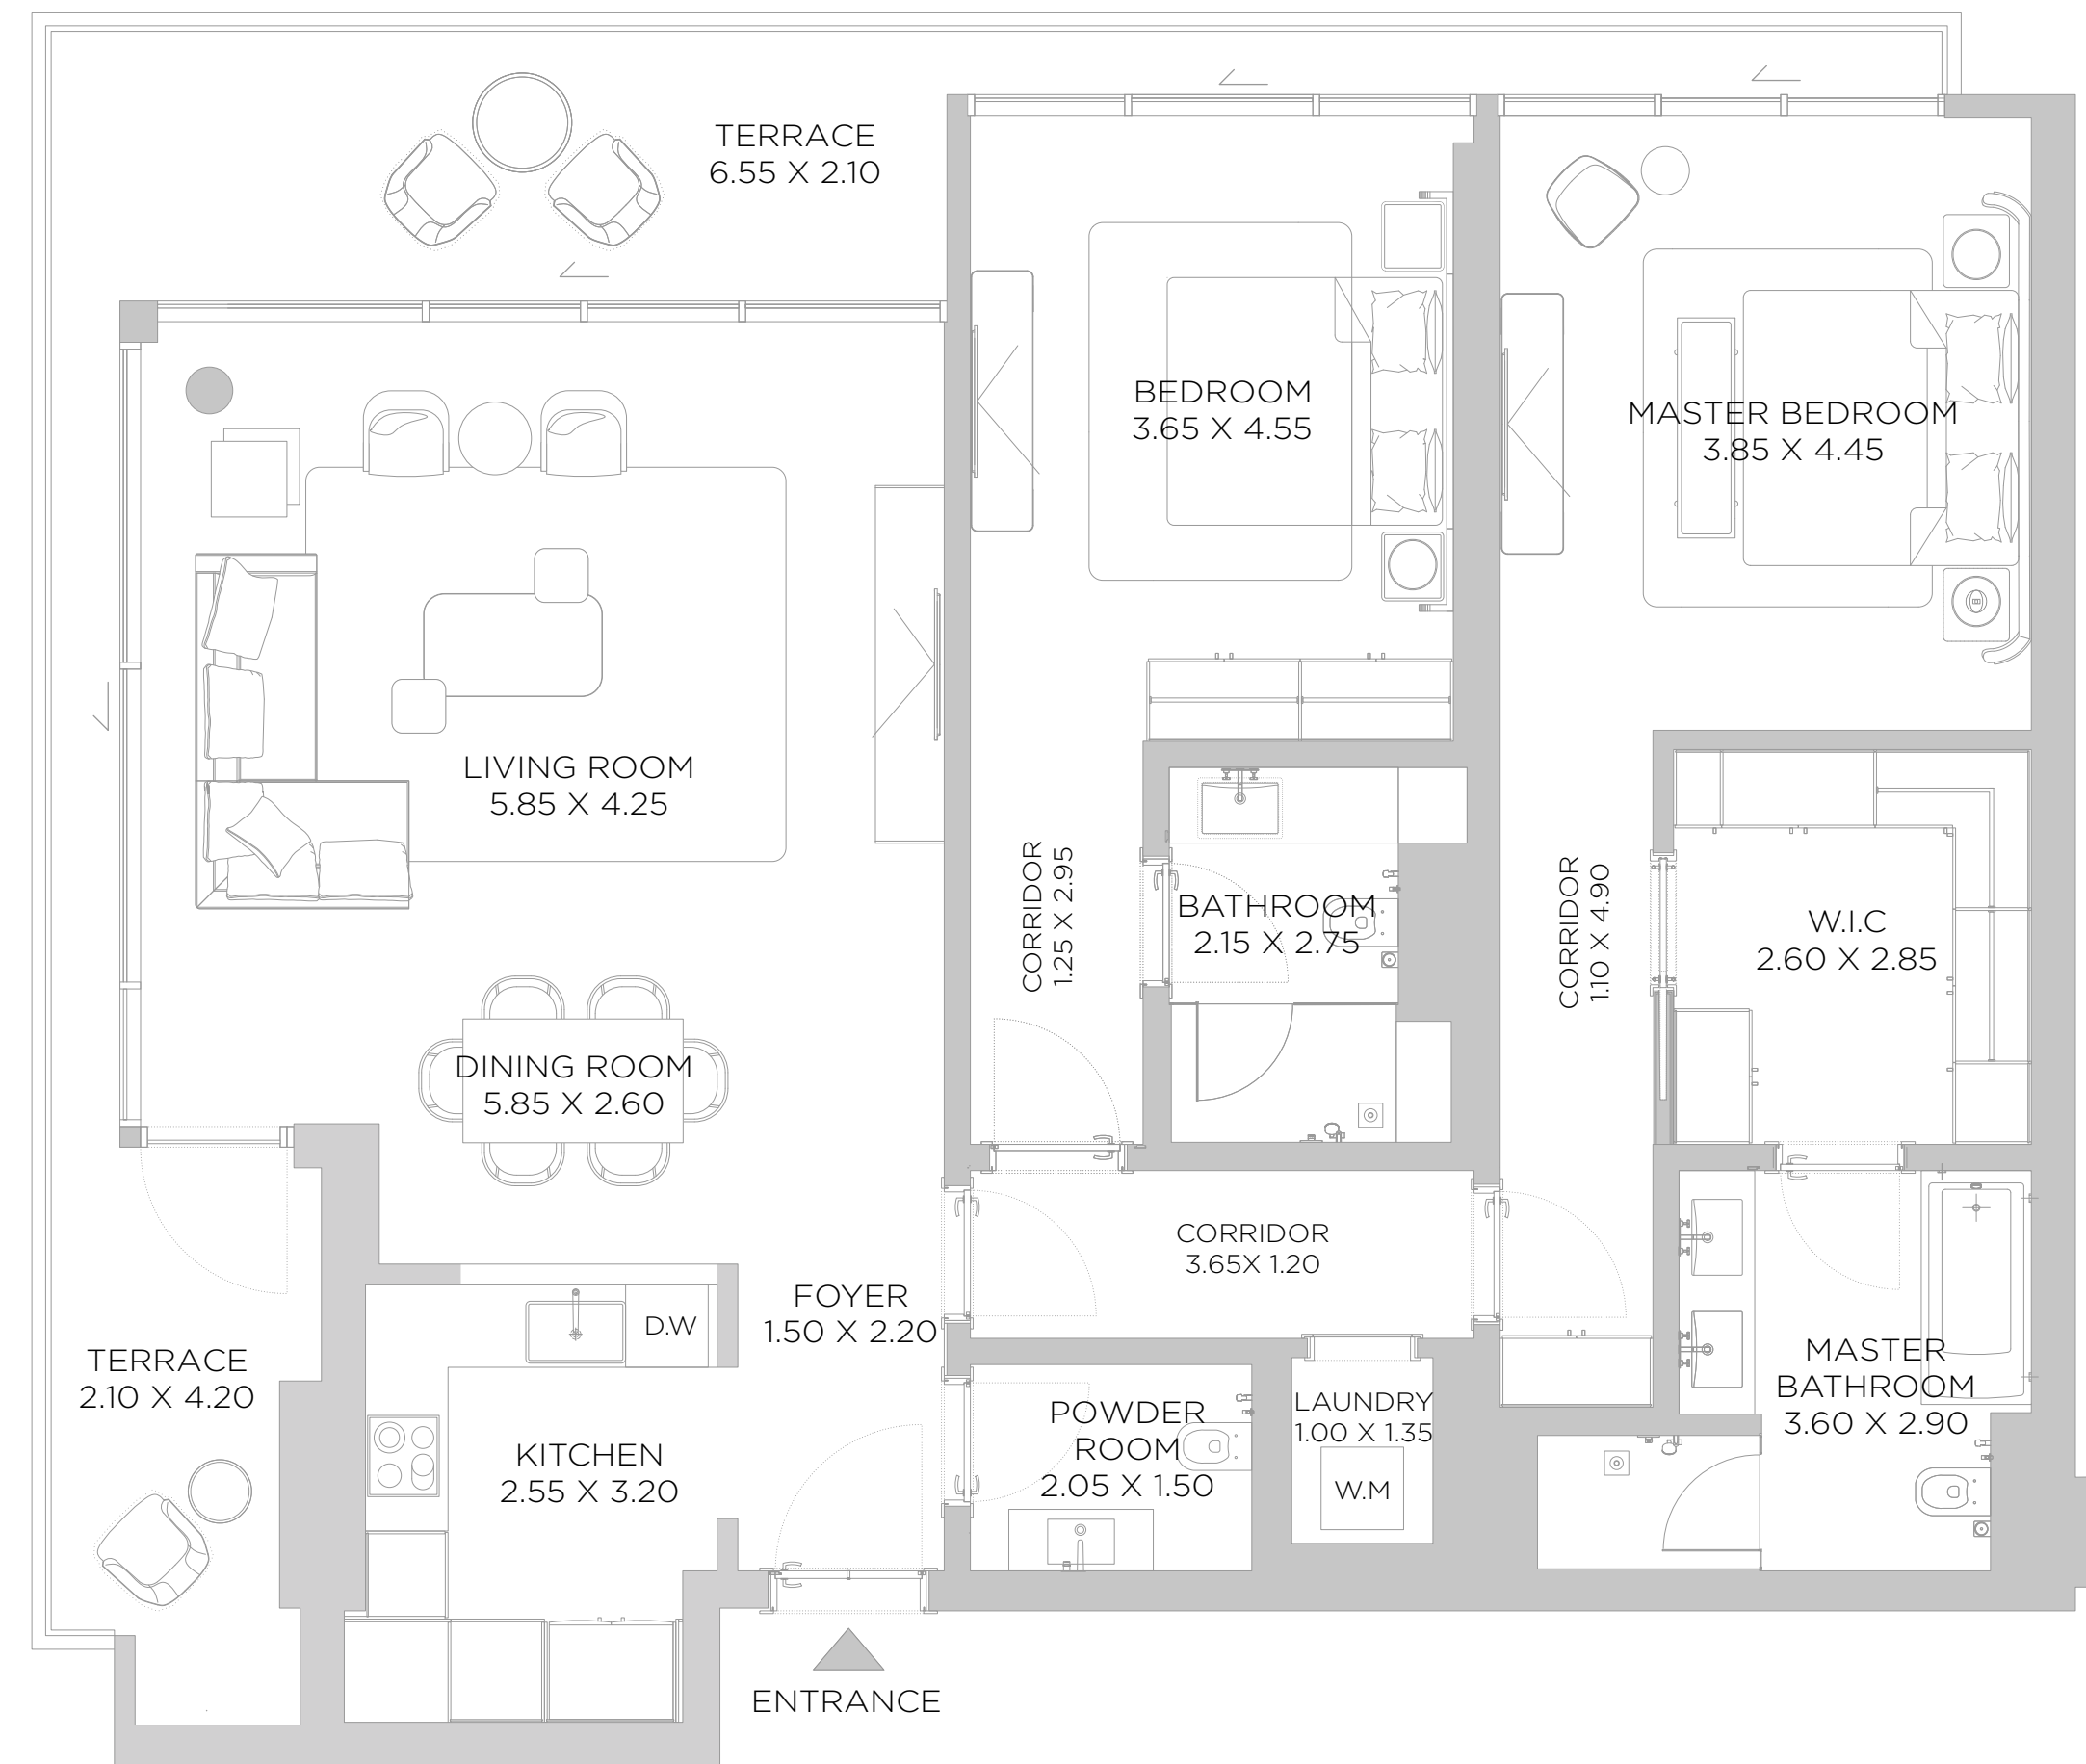 TERRACE
6.55 X 2.10
BEDROOM
3.65 X 4.55
MASTER BEDROOM
3.85 X 4.45
LIVING ROOM
5.85 X 4.25
CORRIDOR
1.25 X 2.95
BATHROOM
2.15 X 2.75
CORRIDOR
1.10 X 4.90
W.I.C
2.60 X 2.85
DINING ROOM
5.85 X 2.60
CORRIDOR
3.65X 1.20
FOYER
1.50 X 2.20
D.W
TERRACE
2.10 X 4.20
MASTER
BATHROOM
3.60 X 2.90
POWDER
ROOM
2.05 X 1.50
LAUNDRY
1.00 X 1.35
W.M
KITCHEN
2.55 X 3.20
ENTRANCE